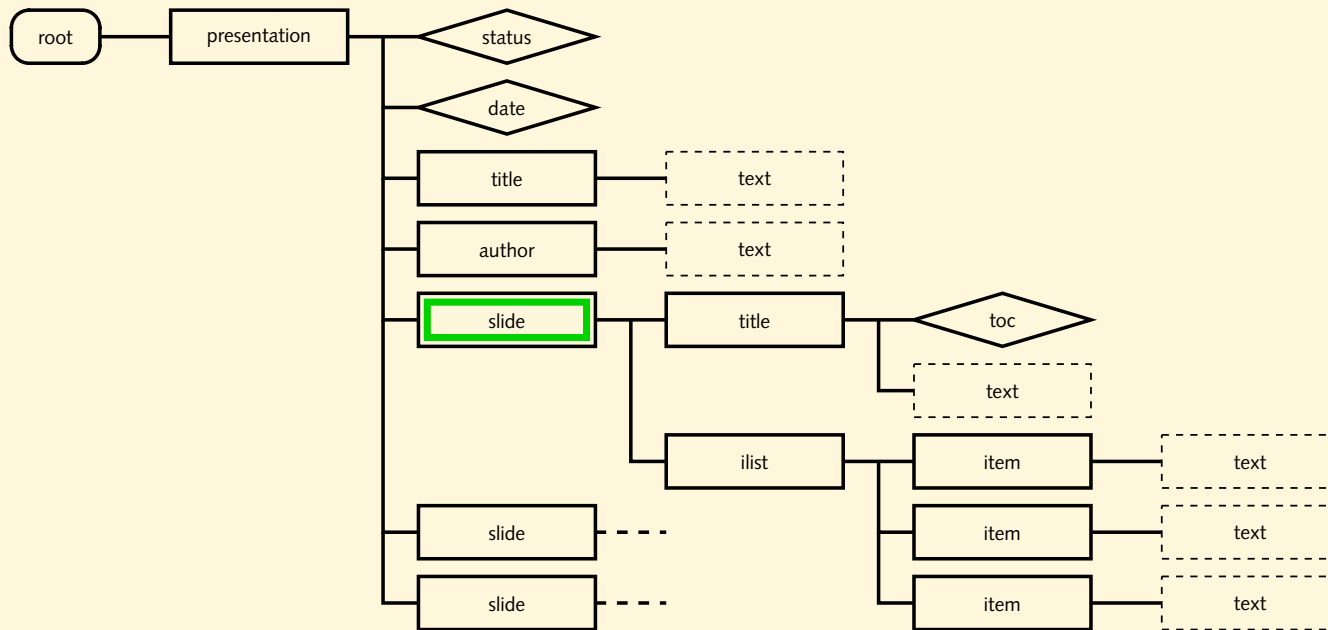 root presentation status
date
title text
author text
slide title toc
text
ilist item text
slide item text
slide item text